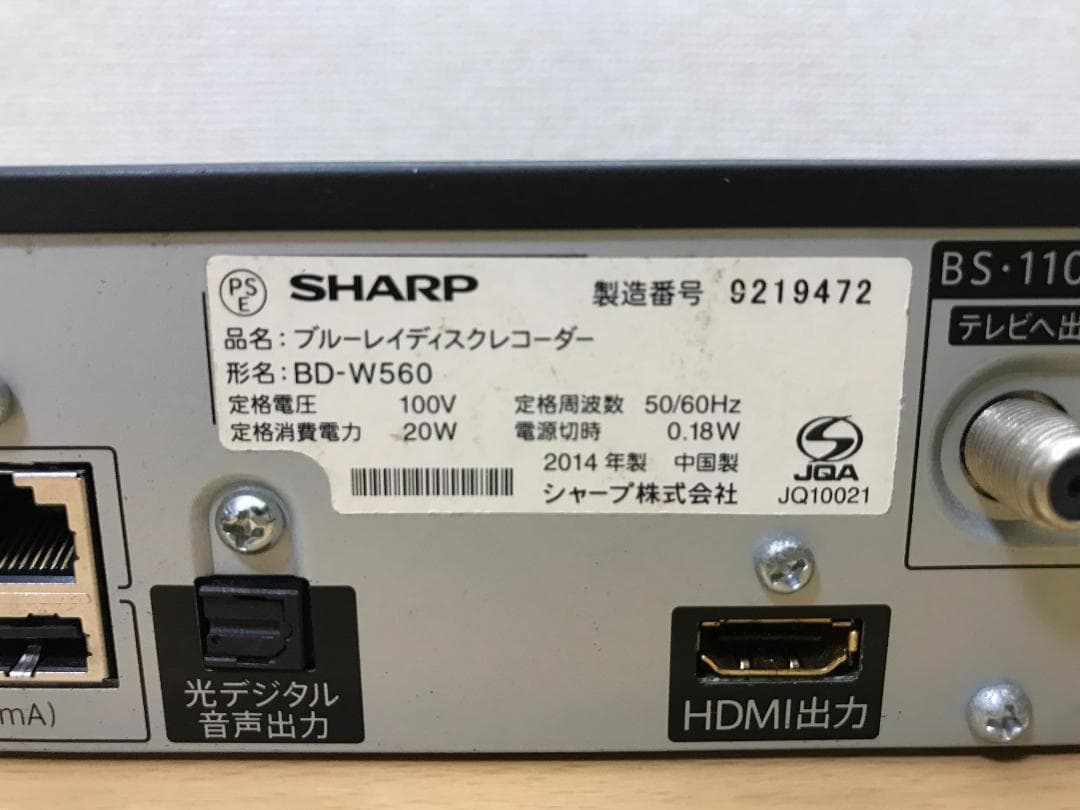 PS
E
SHARP
製造番号 9219472
品名：ブルーレイディスクレコーダー
形名：BD-W560
定格電圧 100V 定格周波数 50/60Hz
定格消費電力 20W 電源切時 0.18W
2014年製 中国製
シャープ株式会社
JQA
JQ10021
BS・110
テレビへ出
mA)
光デジタル
音声出力
HDMI出力